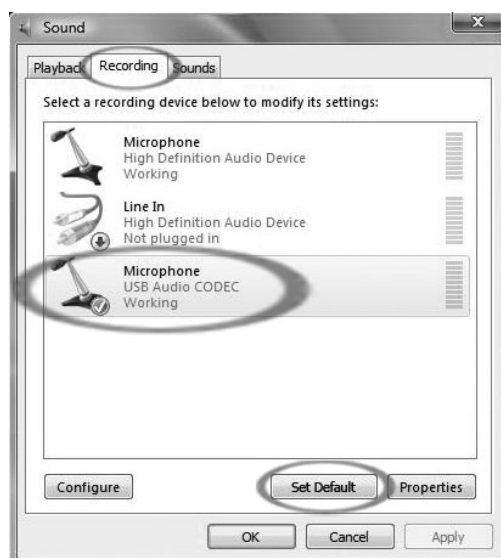 Sound
X
Playback Recording Sounds
Select a recording device below to modify its settings:
Microphone
High Definition Audio Device
Working
Line In
High Definition Audio Device
Not plugged in
Microphone
USB Audio CODEC
Working
Configure Set Default Properties
OK Cancel Apply